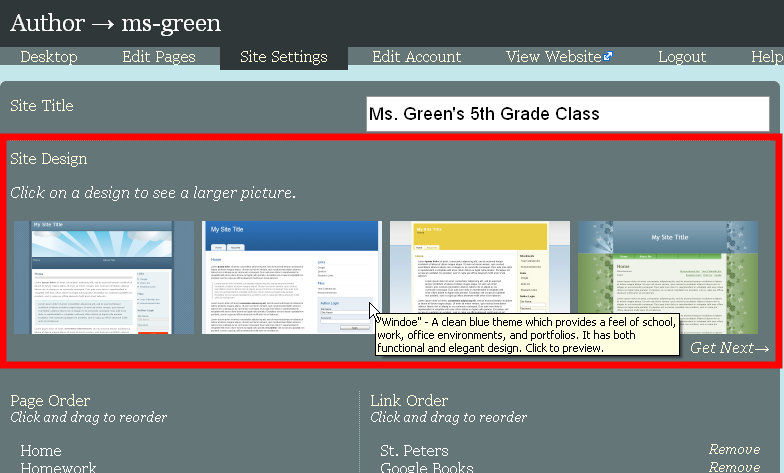 Author → ms-green
Desktop Edit Pages Site Settings Edit Account View Website Logout Help
Site Title Ms. Green's 5th Grade Class
Site Design
Click on a design to see a larger picture.
My Site Title
My Site Title
My Site Title
My Site Title
Home
Home
Home
"Windoe" - A clean blue theme which provides a feel of school,
work, office environments, and portfolios. It has both
functional and elegant design. Click to preview.
Get Next→
Page Order
Click and drag to reorder
Home
Homework
Link Order
Click and drag to reorder
St. Peters Remove
Google Books Remove